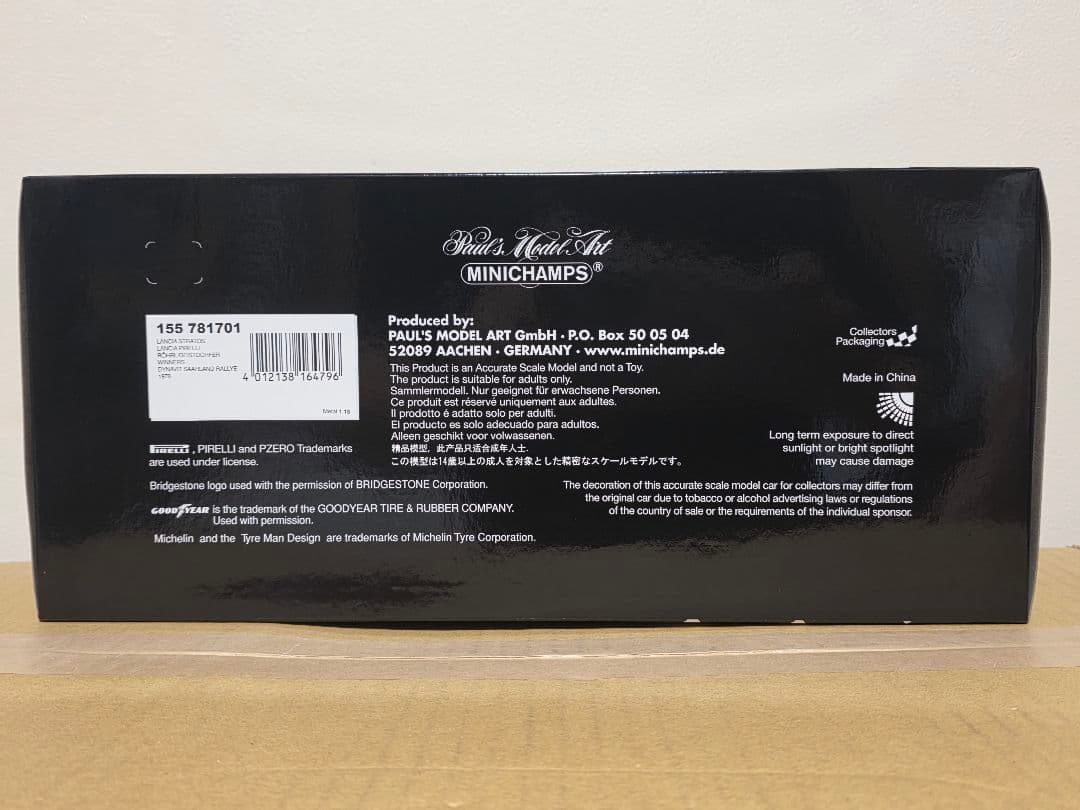 Paul's Model Art
MINICHAMPS®
155 781701
LANCIA STRATOS
LANCIA PIRELLI
RÖHRL/GEISTDÖRFER
WINNERS
DYNAVIT SAARLAND RALLYE
1978
4 012138 164796
Metal 1:18
Produced by:
PAUL'S MODEL ART GmbH · P.O. Box 50 05 04
52089 AACHEN · GERMANY · www.minichamps.de
This Product is an Accurate Scale Model and not a Toy.
The product is suitable for adults only.
Sammlermodell. Nur geeignet für erwachsene Personen.
Ce produit est réservé uniquement aux adultes.
Il prodotto é adatto solo per adulti.
El producto es solo adecuado para adultos.
Alleen geschikt voor volwassenen.
精品模型，此产品只适合成年人士.
この模型は14歳以上の成人を対象とした精密なスケールモデルです。
Collectors
Packaging
Made in China
Long term exposure to direct
sunlight or bright spotlight
may cause damage
PIRELLI, PIRELLI and PZERO Trademarks
are used under license.
Bridgestone logo used with the permission of BRIDGESTONE Corporation.
GOODYEAR is the trademark of the GOODYEAR TIRE & RUBBER COMPANY.
Used with permission.
Michelin and the Tyre Man Design are trademarks of Michelin Tyre Corporation.
The decoration of this accurate scale model car for collectors may differ from
the original car due to tobacco or alcohol advertising laws or regulations
of the country of sale or the requirements of the individual sponsor.